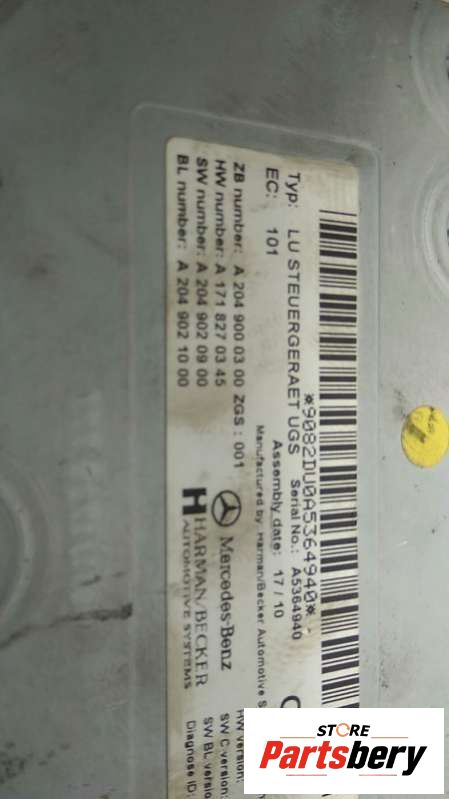 *9082DU0A5364940*
Typ: LU STEUERGERAET UGS Serial No.: A5364940
EC: 101 Assembly date: 17/10
Manufactured by: Harman/Becker Automotive S
ZB number: A 204 900 03 00 ZGS: 001
HW number: A 171 827 03 45
SW number: A 204 902 09 00
BL number: A 204 902 10 00
Mercedes-Benz
HARMAN/BECKER
AUTOMOTIVE SYSTEMS
HW version
SW C-version
SW BL version
Diagnose ID:
STORE
Partsbery